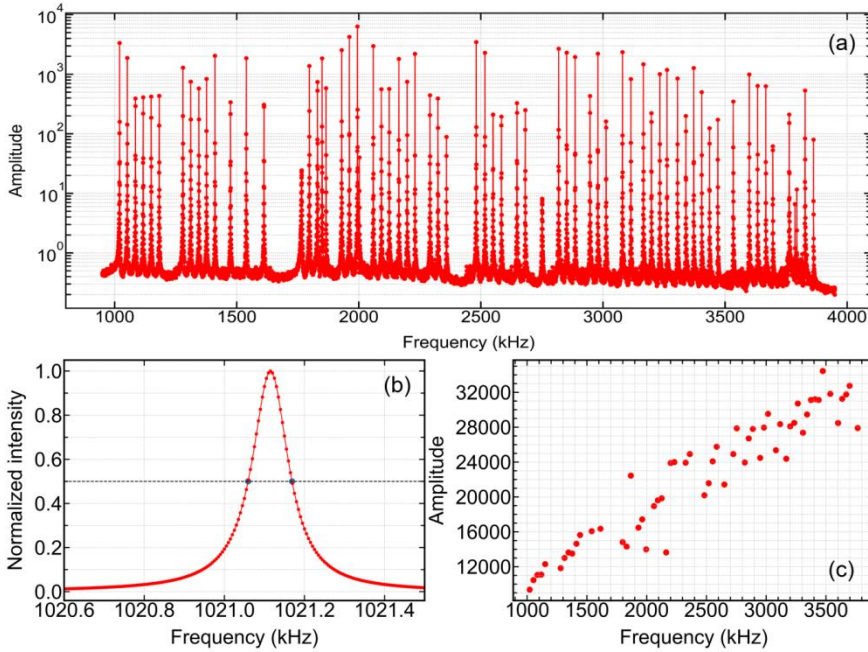 (a)
10^4
10^3
10^2
10^1
10^0
Amplitude
1000 1500 2000 2500 3000 3500 4000
Frequency (kHz)
(b)
1.0
0.8
0.6
0.4
0.2
0.0
Normalized intensity
1020.6 1020.8 1021.0 1021.2 1021.4
Frequency (kHz)
(c)
32000
28000
24000
20000
16000
12000
Amplitude
1000 1500 2000 2500 3000 3500
Frequency (kHz)